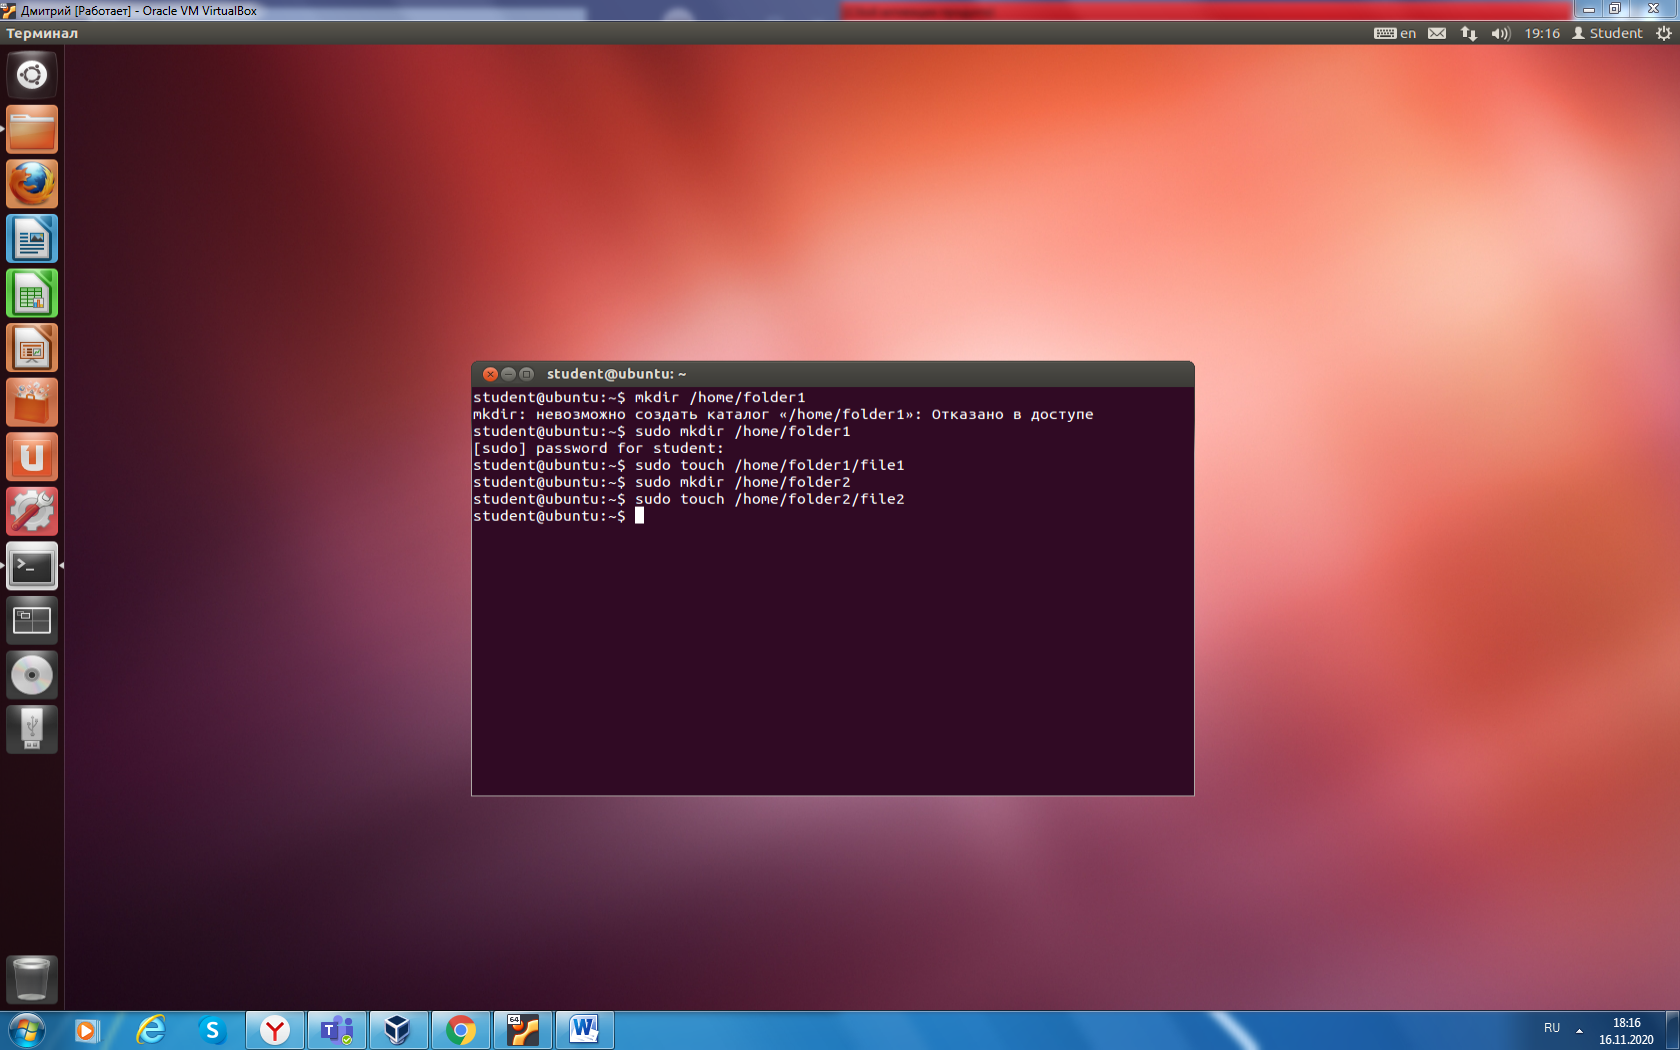 Дмитрий [Работает] - Oracle VM VirtualBox
Терминал
en
19:16
Student
student@ubuntu: ~
student@ubuntu:~$ mkdir /home/folder1
mkdir: невозможно создать каталог «/home/folder1»: Отказано в доступе
student@ubuntu:~$ sudo mkdir /home/folder1
[sudo] password for student:
student@ubuntu:~$ sudo touch /home/folder1/file1
student@ubuntu:~$ sudo mkdir /home/folder2
student@ubuntu:~$ sudo touch /home/folder2/file2
student@ubuntu:~$
64
RU
18:16
16.11.2020